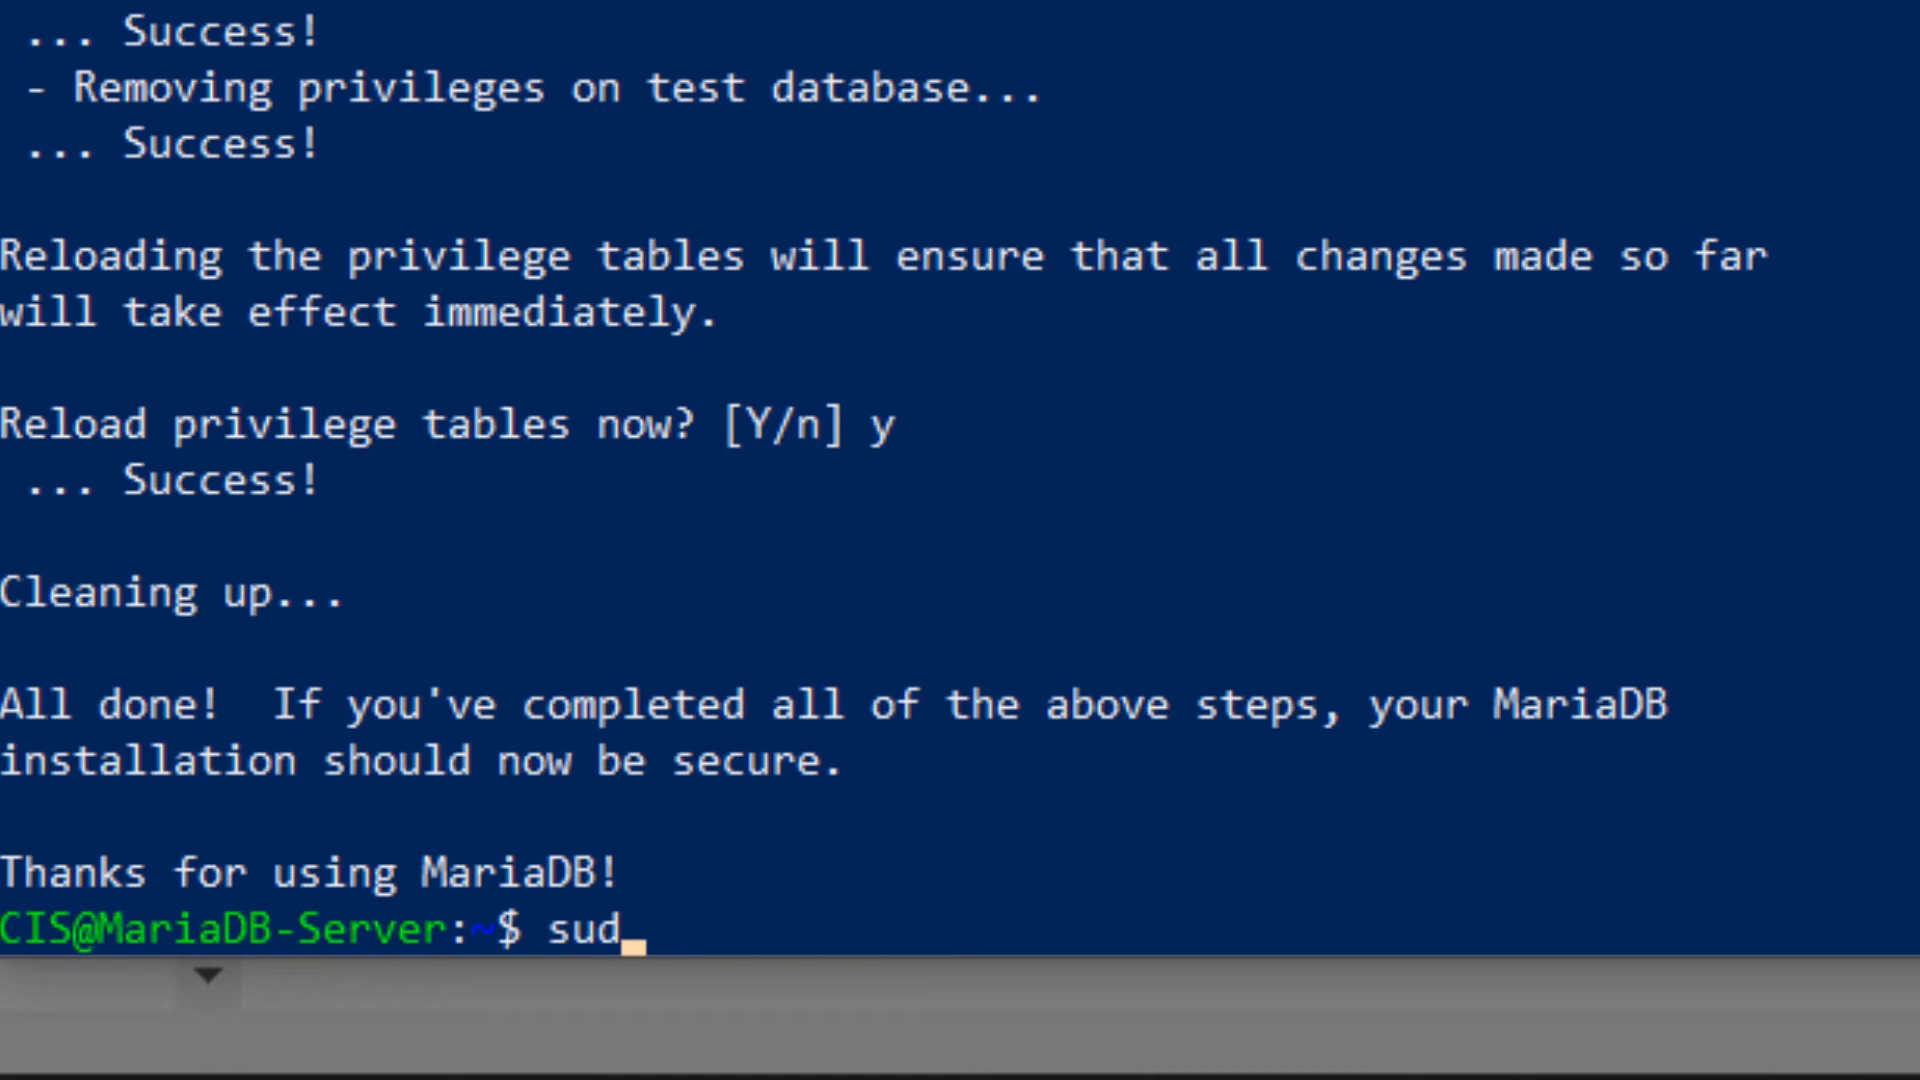 ... Success!
- Removing privileges on test database...
... Success!
Reloading the privilege tables will ensure that all changes made so far
will take effect immediately.
Reload privilege tables now? [Y/n] y
... Success!
Cleaning up...
All done!  If you've completed all of the above steps, your MariaDB
installation should now be secure.
Thanks for using MariaDB!
CIS@MariaDB-Server:~$ sud